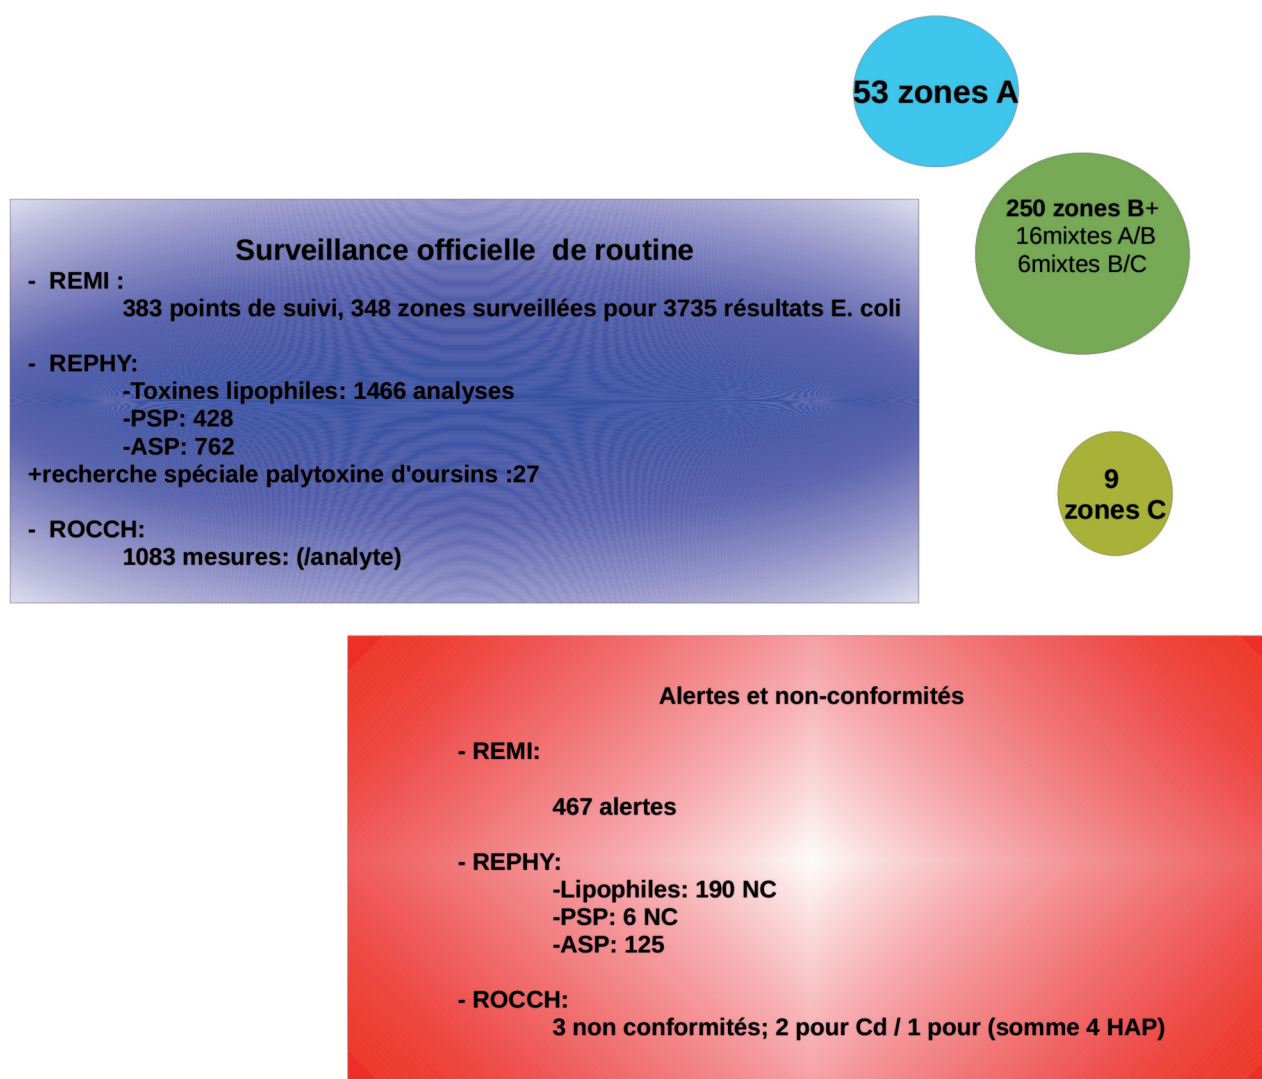 53 zones A
250 zones B+
16mixtes A/B
6mixtes B/C
Surveillance officielle  de routine
-  REMI :
383 points de suivi, 348 zones surveillées pour 3735 résultats E. coli
-  REPHY:
-Toxines lipophiles: 1466 analyses
-PSP: 428
-ASP: 762
+recherche spéciale palytoxine d'oursins :27
-  ROCCH:
1083 mesures: (/analyte)
9
zones C
Alertes et non-conformités
- REMI:
467 alertes
- REPHY:
-Lipophiles: 190 NC
-PSP: 6 NC
-ASP: 125
- ROCCH:
3 non conformités; 2 pour Cd / 1 pour (somme 4 HAP)